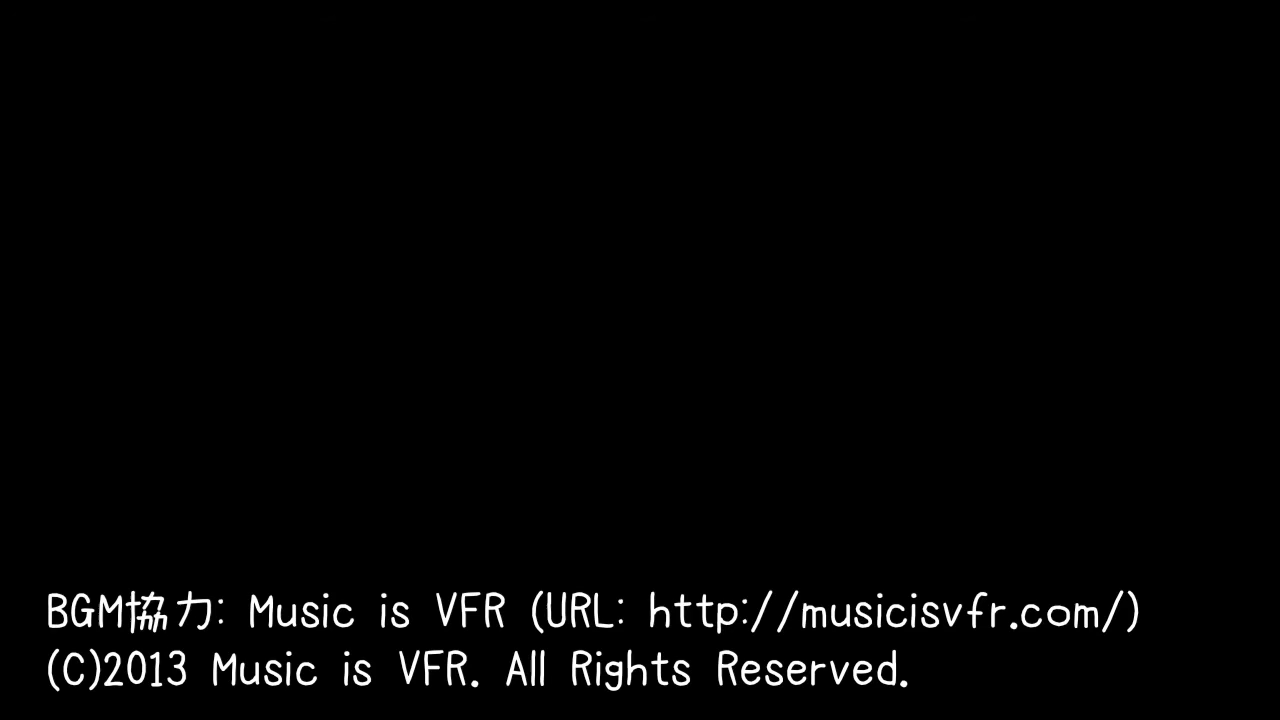 BGM協力: Music is VFR (URL: http://musicisvfr.com/)
(C)2013 Music is VFR. All Rights Reserved.